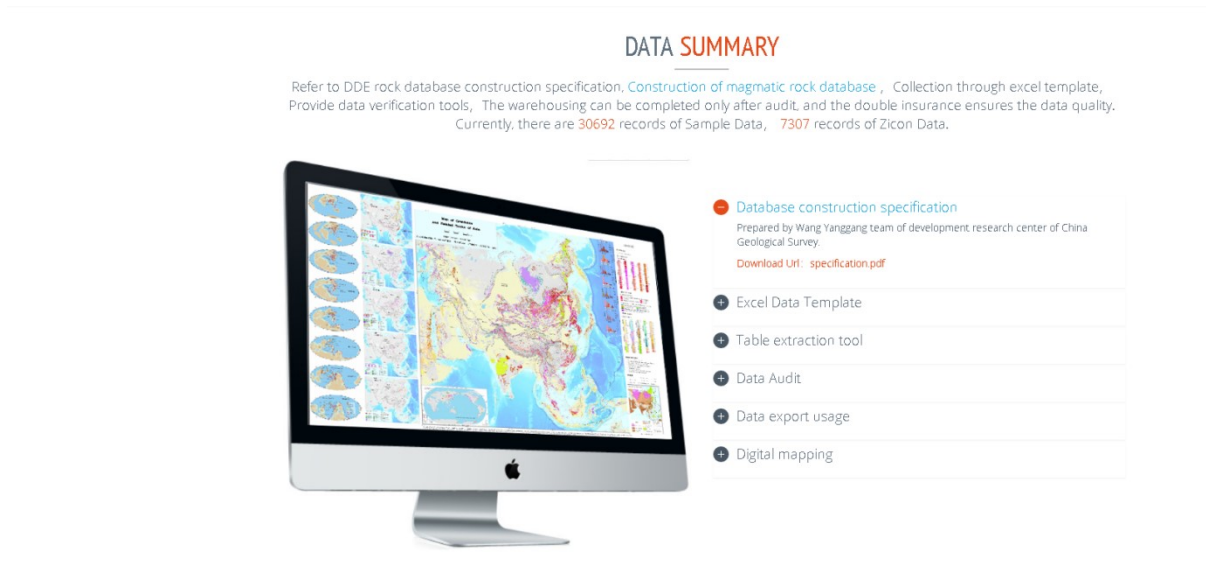 DATA SUMMARY
Refer to DDE rock database construction specification, Construction of magmatic rock database , Collection through excel template,
Provide data verification tools, The warehousing can be completed only after audit, and the double insurance ensures the data quality.
Currently, there are 30692 records of Sample Data, 7307 records of Zicon Data.
Database construction specification
Prepared by Wang Yanggang team of development research center of China
Geological Survey.
Download Url: specification.pdf
Excel Data Template
Table extraction tool
Data Audit
Data export usage
Digital mapping